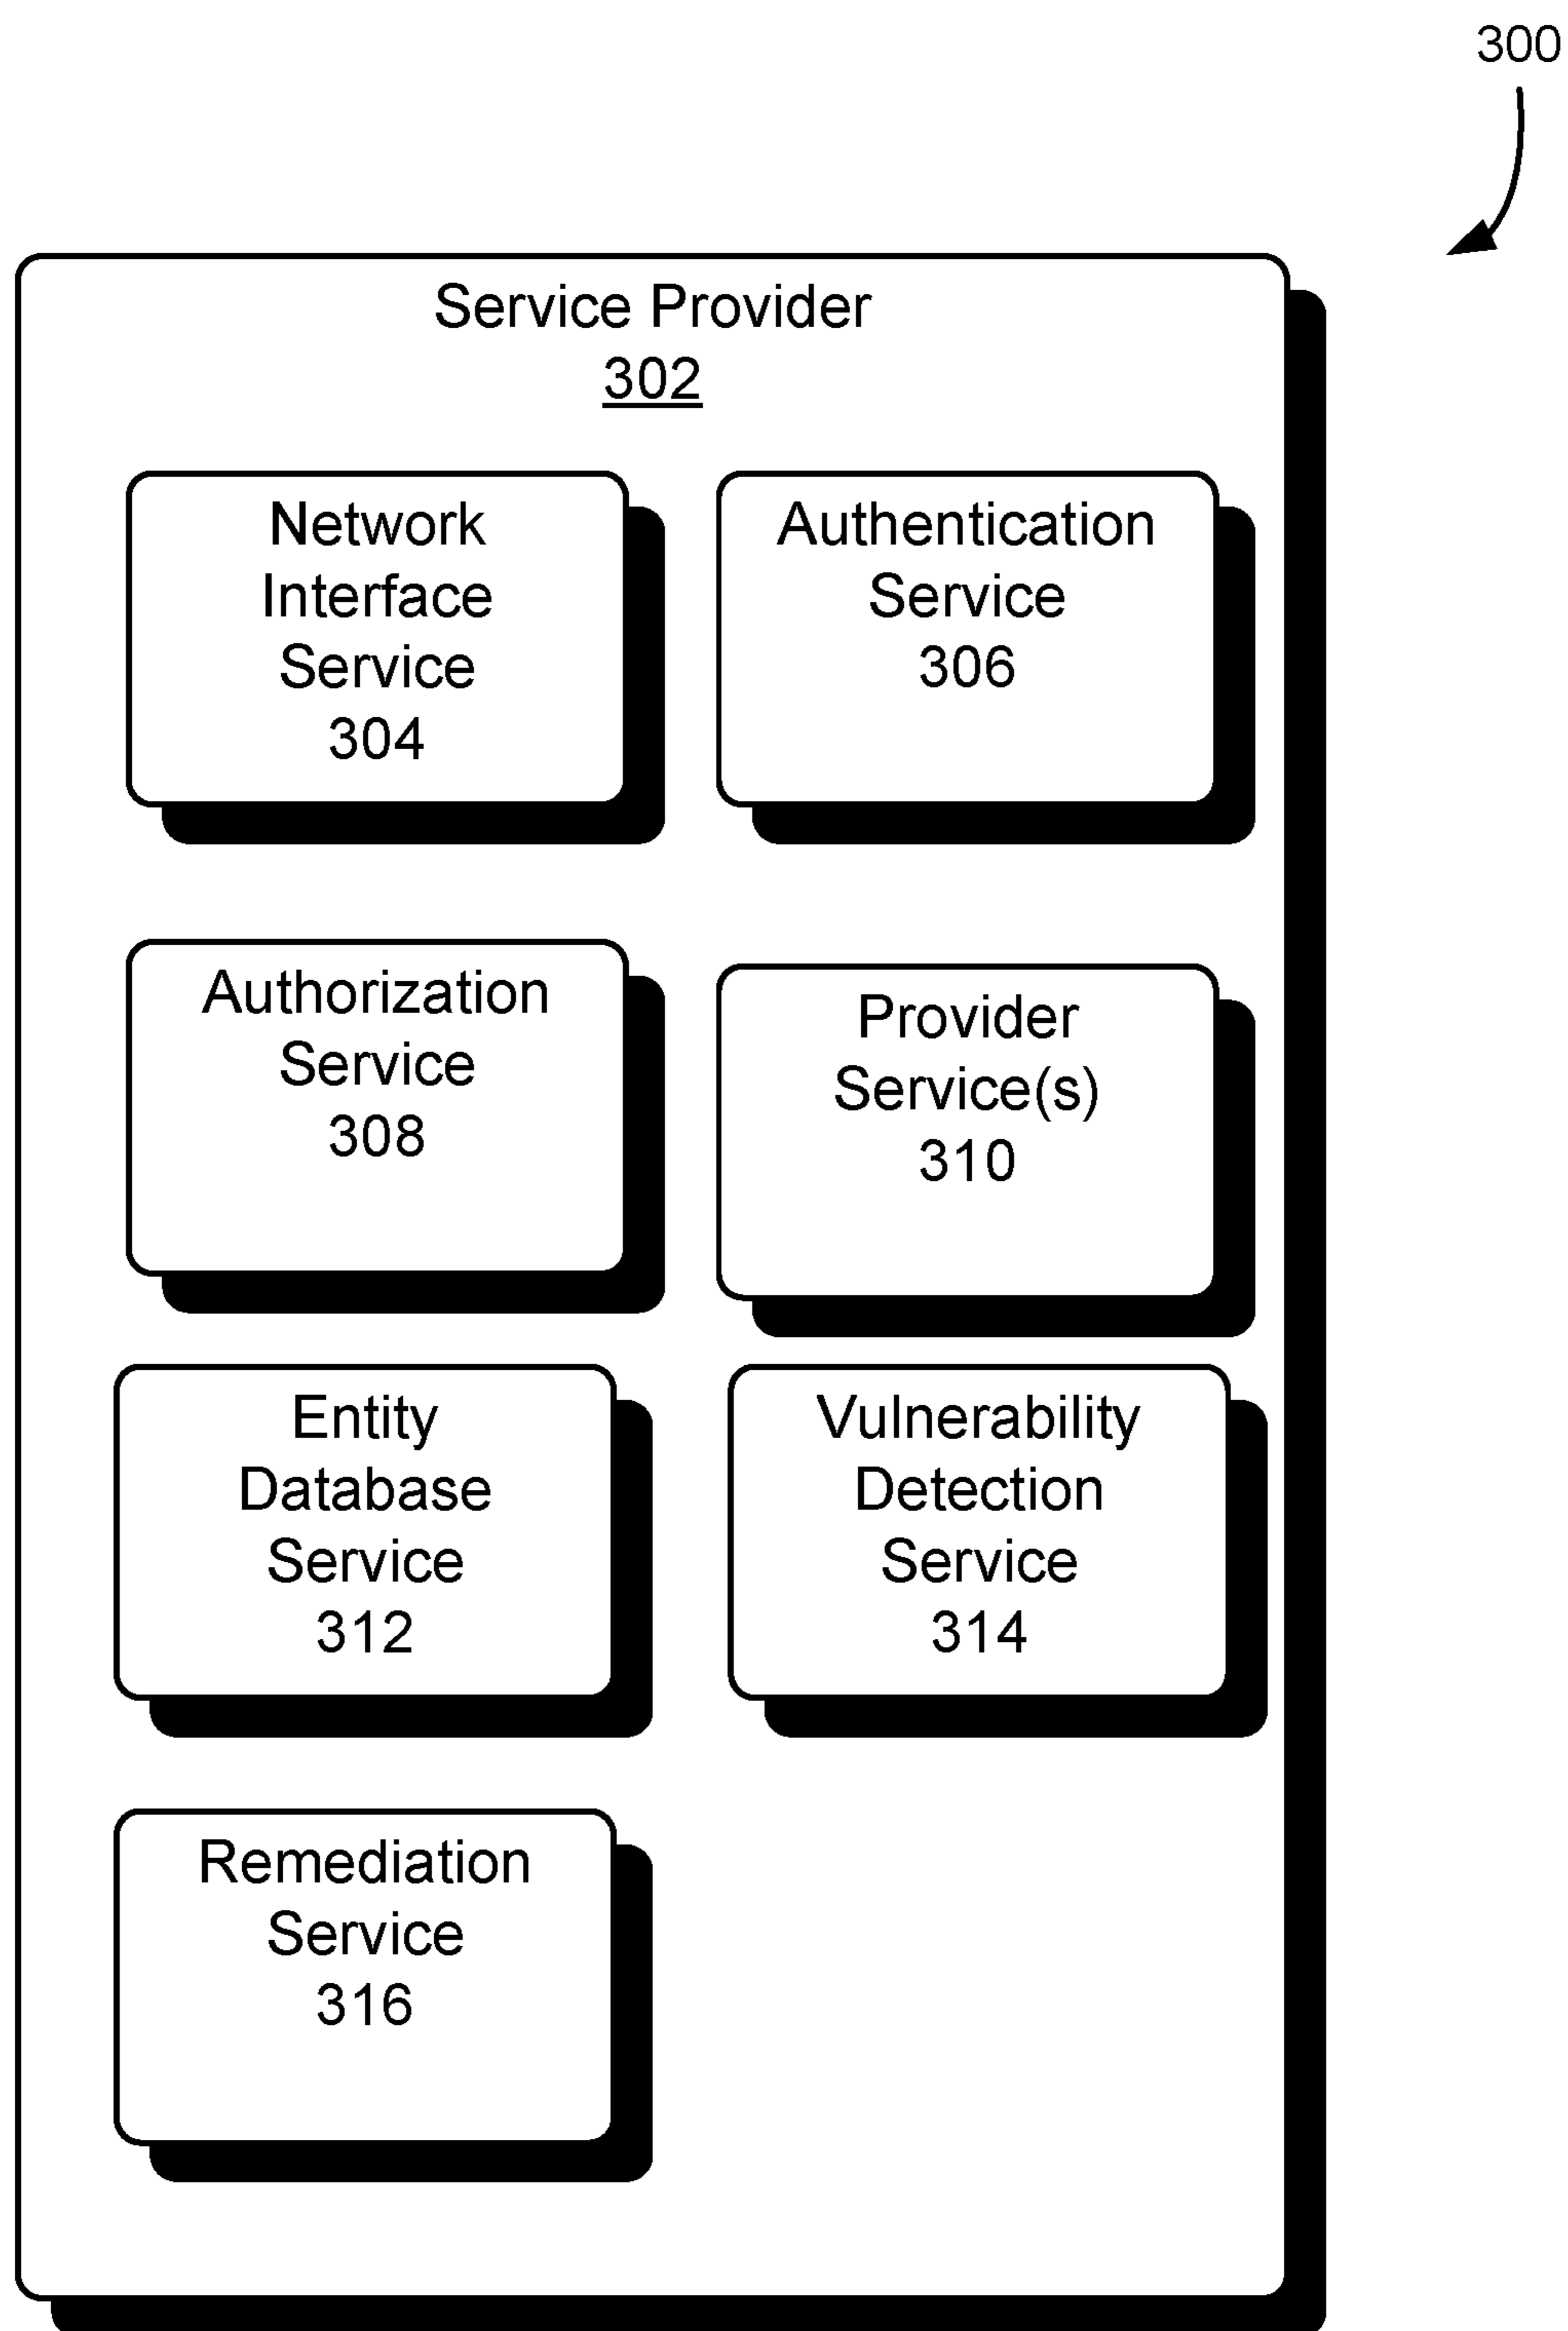 300
Service Provider
302
Network
Interface
Service
304
Authentication
Service
306
Authorization
Service
308
Provider
Service(s)
310
Entity
Database
Service
312
Vulnerability
Detection
Service
314
Remediation
Service
316